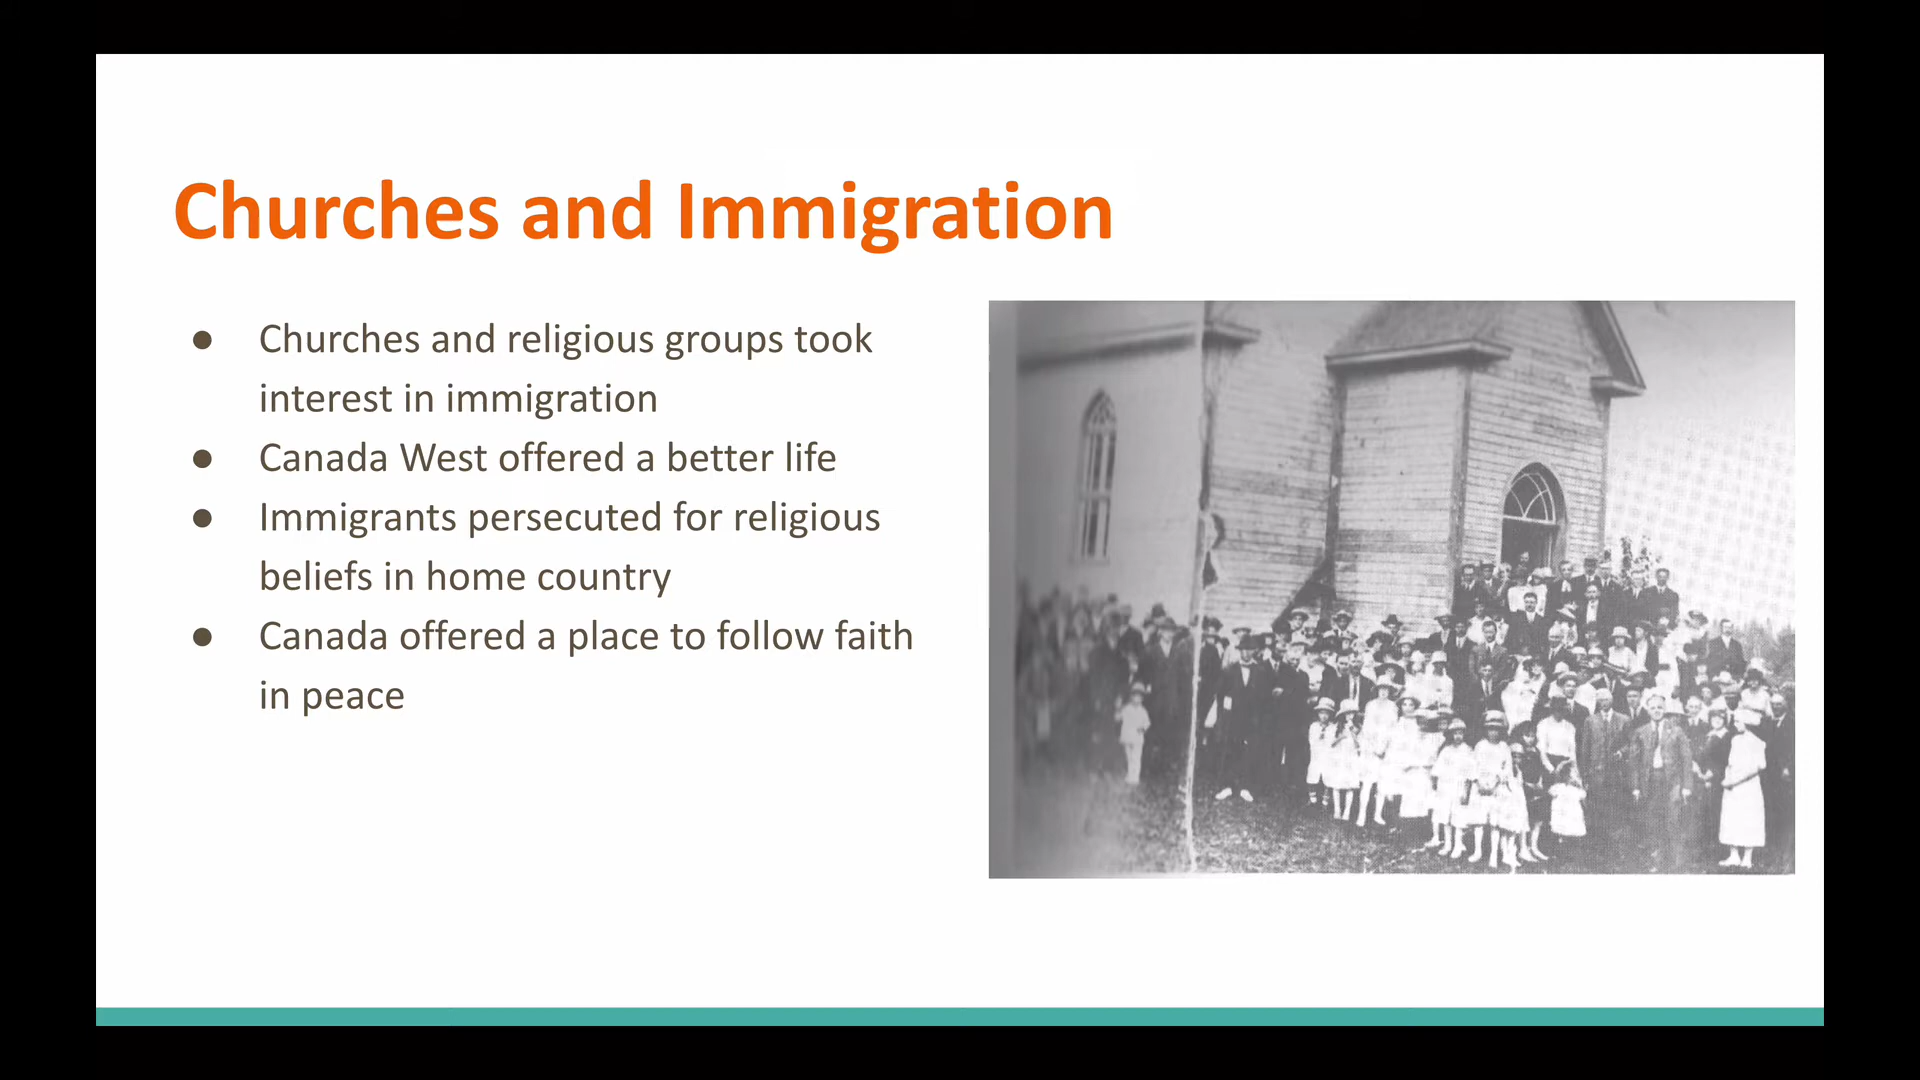 Churches and Immigration
● Churches and religious groups took
interest in immigration
● Canada West offered a better life
● Immigrants persecuted for religious
beliefs in home country
● Canada offered a place to follow faith
in peace